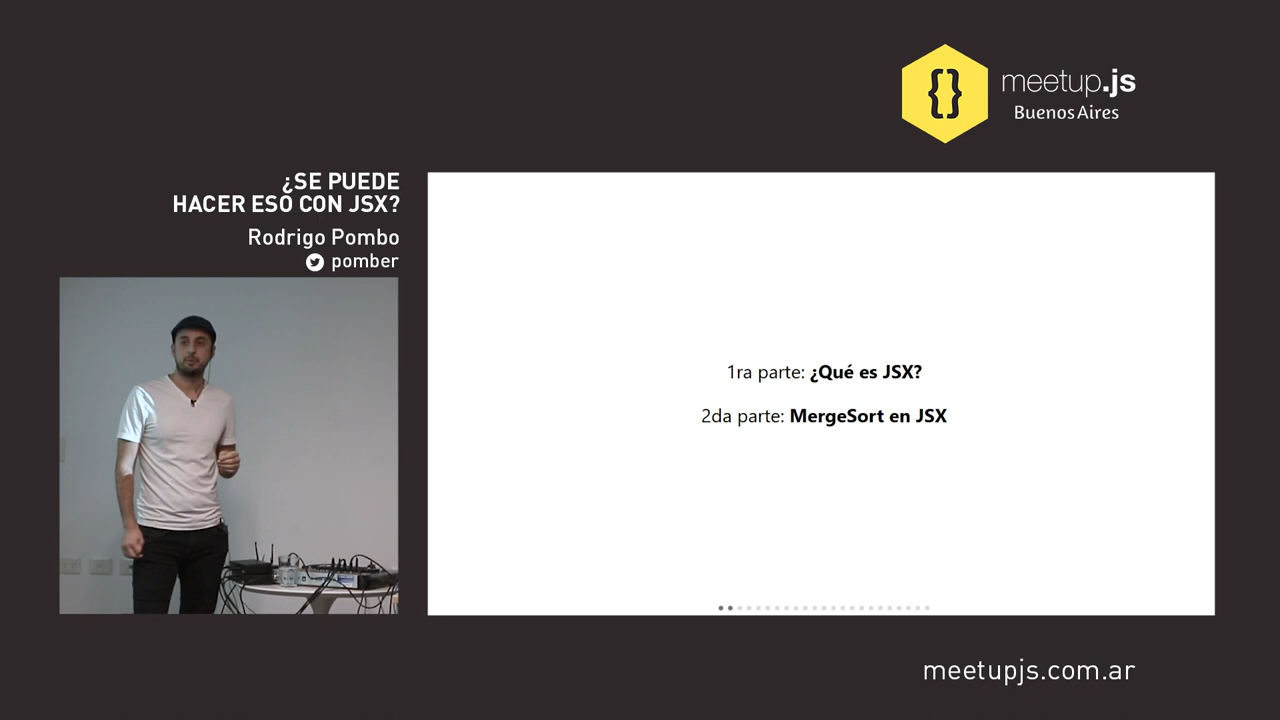 {}
meetup.js
Buenos Aires
¿SE PUEDE
HACER ESO CON JSX?
Rodrigo Pombo
pomber
1ra parte: ¿Qué es JSX?
2da parte: MergeSort en JSX
meetupjs.com.ar